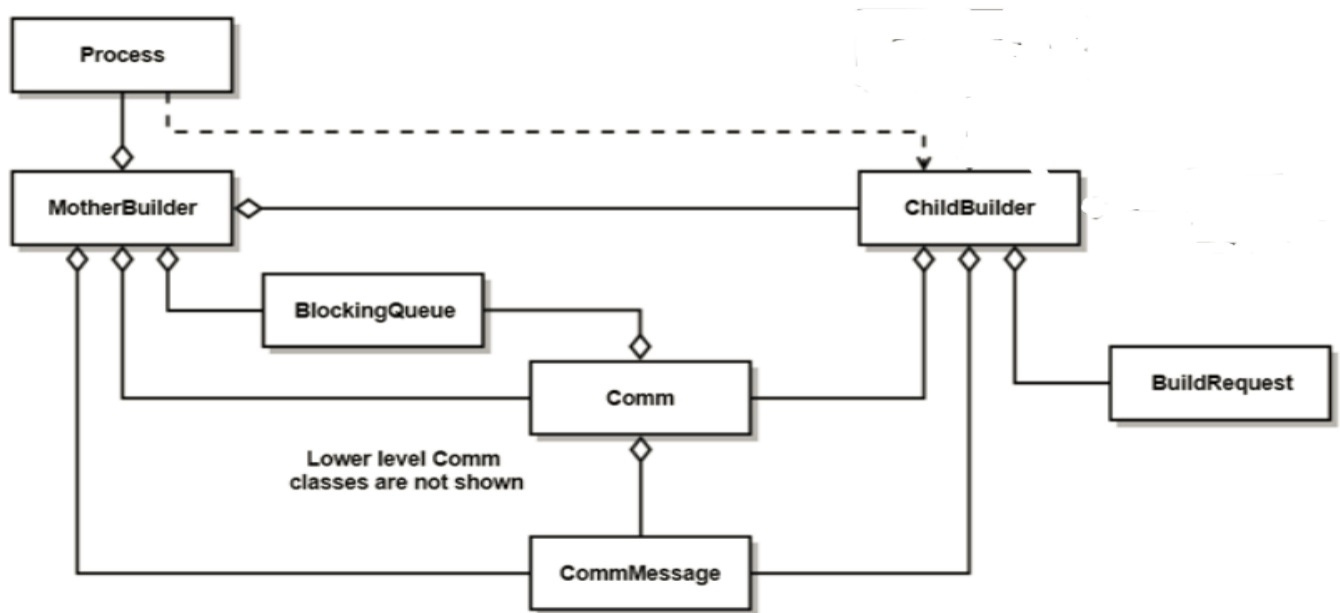 Process
MotherBuilder
ChildBuilder
BlockingQueue
Comm
BuildRequest
Lower level Comm
classes are not shown
CommMessage